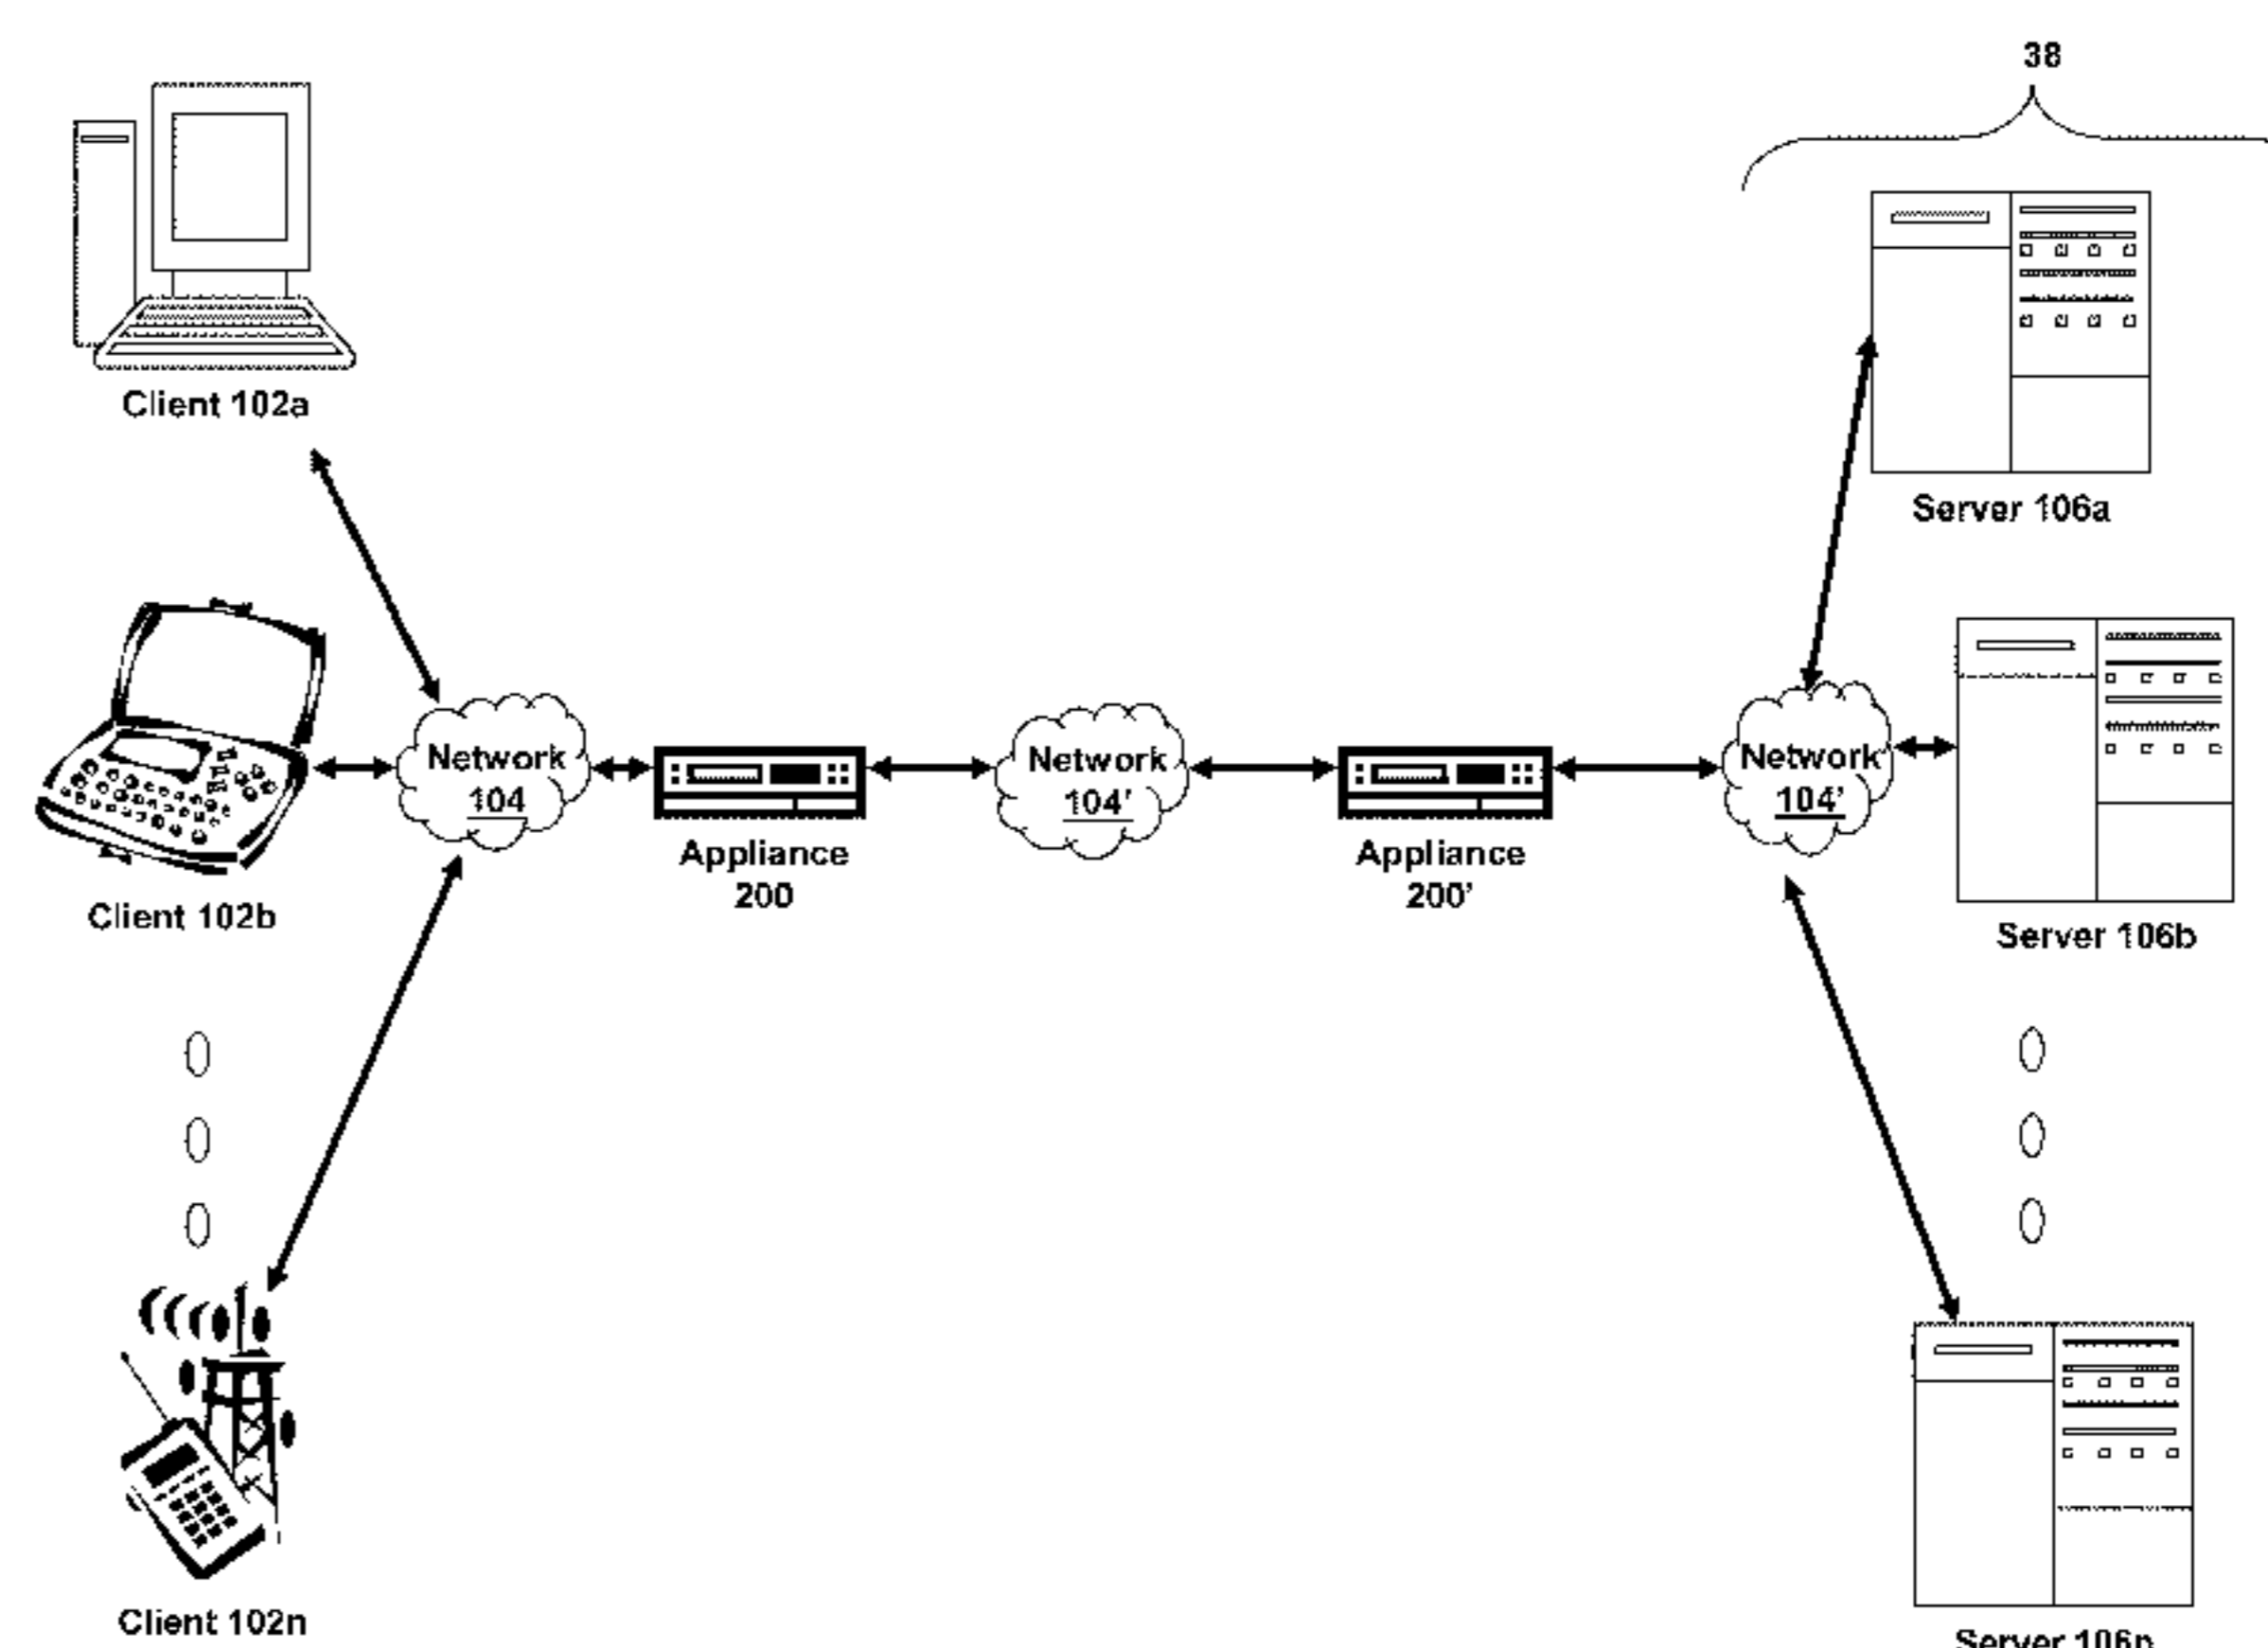 38
Client 102a
Server 106a
Network
104
Network
104'
Network
104'
Appliance
200
Appliance
200'
Client 102b
Server 106b
Client 102n
Server 106n